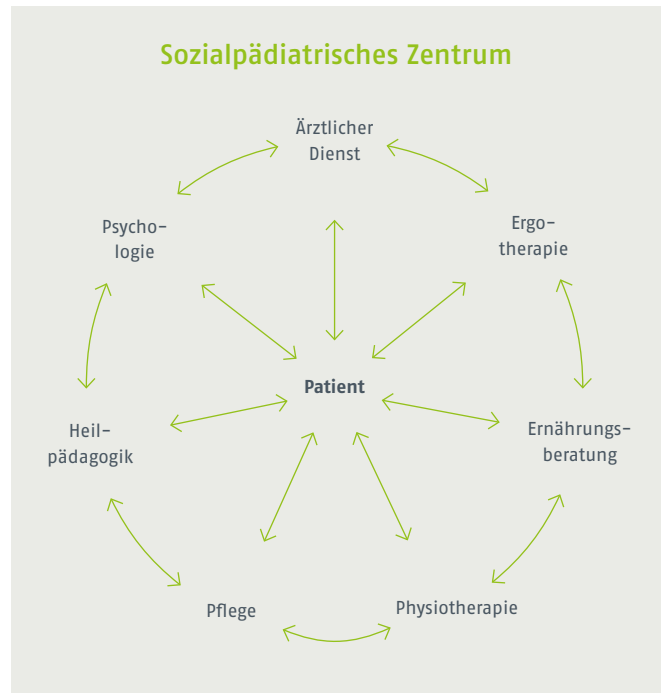 Sozialpädiatrisches Zentrum
Ärztlicher
Dienst
Psycho-
logie
Ergo-
therapie
Patient
Heil-
pädagogik
Ernährungs-
beratung
Pflege
Physiotherapie